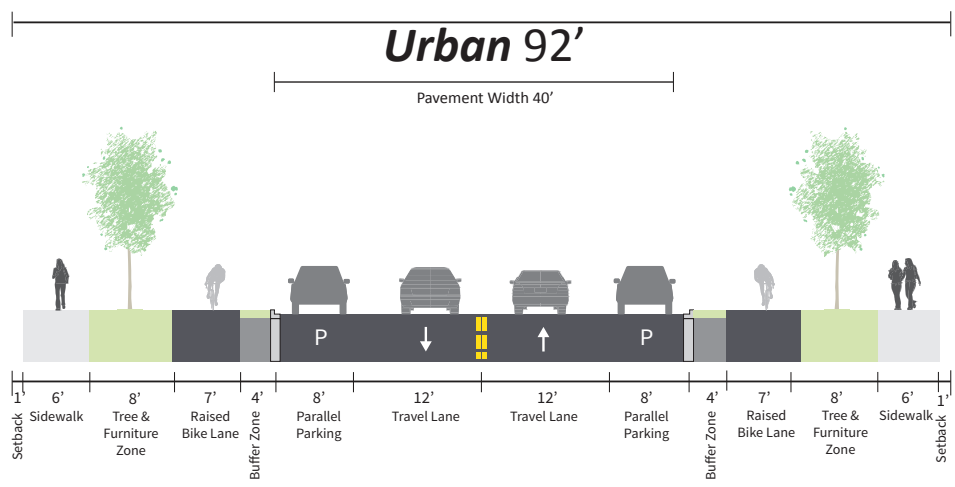 Urban 92’
Pavement Width 40’
P
P
1’
6’
8’
7’
4’
8’
12’
12’
8’
4’
7’
8’
6’
1’
Setback
Sidewalk
Tree &
Furniture
Zone
Raised
Bike Lane
Buffer Zone
Parallel
Parking
Travel Lane
Travel Lane
Parallel
Parking
Buffer Zone
Raised
Bike Lane
Tree &
Furniture
Zone
Sidewalk
Setback